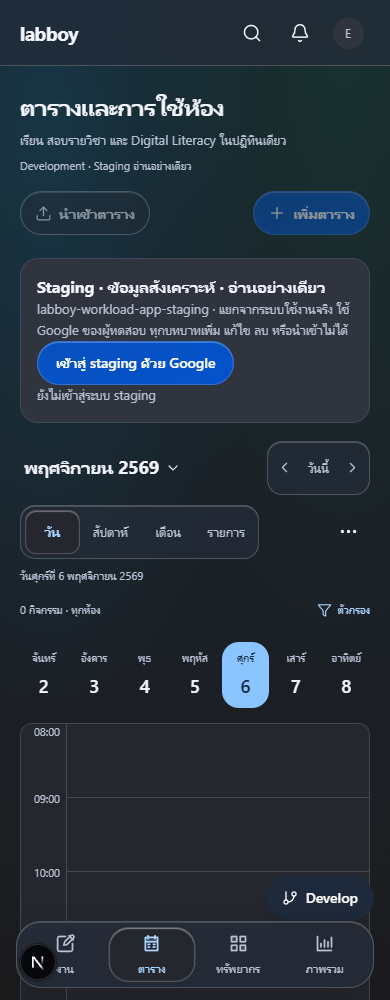 labboy
E
ตารางและการใช้ห้อง
เรียน สอบรายวิชา และ Digital Literacy ในปฏิทินเดียว
Development · Staging อ่านอย่างเดียว
นำเข้าตาราง
เพิ่มตาราง
Staging · ข้อมูลสังเคราะห์ · อ่านอย่างเดียว
labboy-workload-app-staging · แยกจากระบบใช้งานจริง ใช้
Google ของผู้ทดสอบ ทุกบทบาทเพิ่ม แก้ไข ลบ หรือนำเข้าไม่ได้
เข้าสู่ staging ด้วย Google
ยังไม่เข้าสู่ระบบ staging
พฤศจิกายน 2569
วันนี้
วัน สัปดาห์ เดือน รายการ
วันศุกร์ที่ 6 พฤศจิกายน 2569
0 กิจกรรม · ทุกห้อง
ตัวกรอง
จันทร์ อังคาร พุธ พฤหัส ศุกร์ เสาร์ อาทิตย์
2 3 4 5 6 7 8
08:00
09:00
10:00
Develop
N
งาน ตาราง ทรัพยากร ภาพรวม